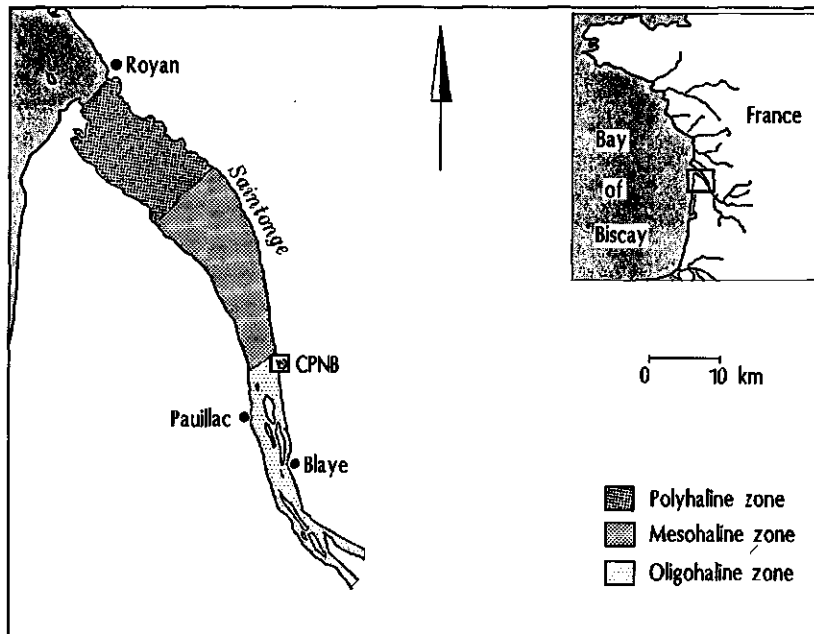 Royan
Saintonge
CPNB
Pauillac
Blaye
France
Bay
of
Biscay
0 10 km
Polyhaline zone
Mesohaline zone
Oligohaline zone